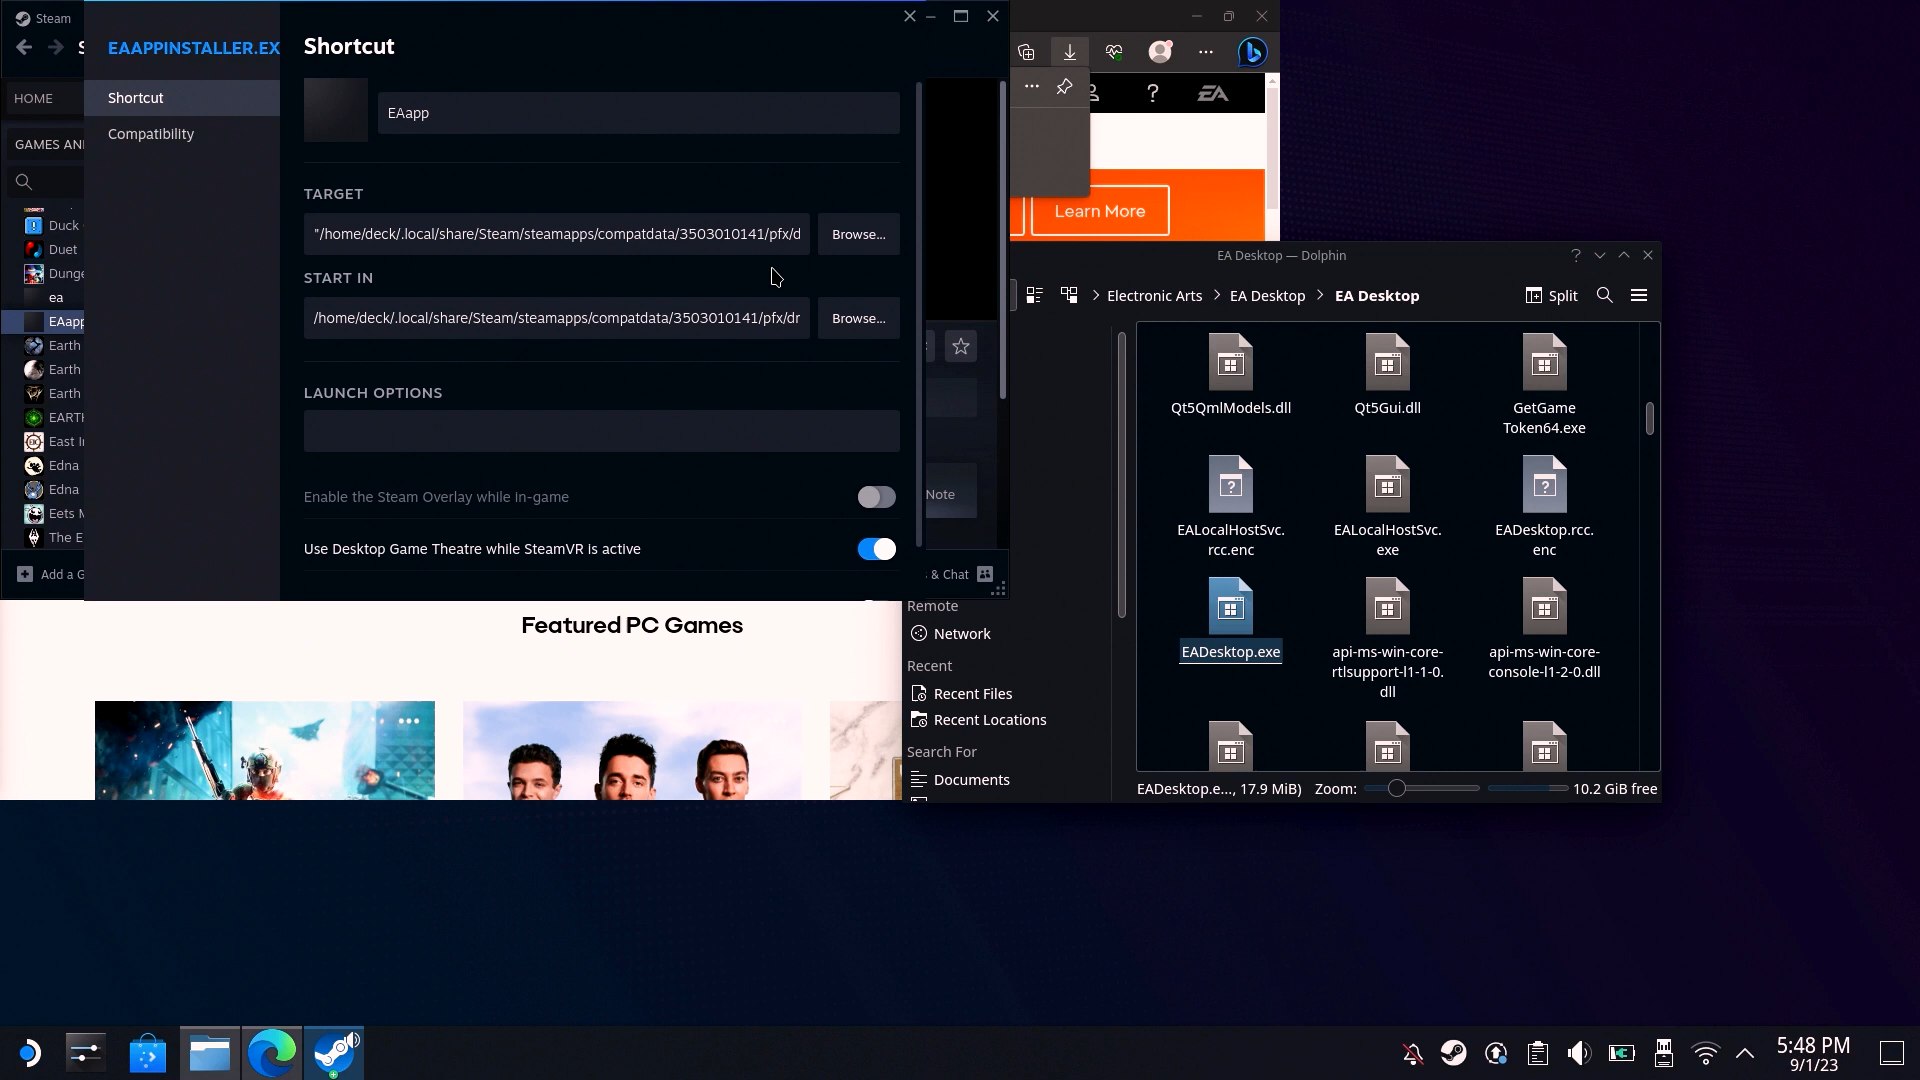 Steam
HOME
GAMES AN
Duck
Duet
Dunge
ea
EAapp
Earth
Earth
Earth
EARTH
East I
Edna
Edna
Eets M
The E
Add a G
EAAPPINSTALLER.EX
Shortcut
Compatibility
Shortcut
EAapp
TARGET
"/home/deck/.local/share/Steam/steamapps/compatdata/3503010141/pfx/d
Browse...
START IN
/home/deck/.local/share/Steam/steamapps/compatdata/3503010141/pfx/dr
Browse...
LAUNCH OPTIONS
Enable the Steam Overlay while in-game
Use Desktop Game Theatre while SteamVR is active
Note
& Chat
EA
Learn More
Featured PC Games
EA Desktop — Dolphin
Electronic Arts
EA Desktop
EA Desktop
Split
Remote
Network
Recent
Recent Files
Recent Locations
Search For
Documents
Qt5QmlModels.dll
Qt5Gui.dll
GetGame
Token64.exe
EALocalHostSvc.
rcc.enc
EALocalHostSvc.
exe
EADesktop.rcc.
enc
EADesktop.exe
api-ms-win-core-
rtlsupport-l1-1-0.
dll
api-ms-win-core-
console-l1-2-0.dll
EADesktop.e..., 17.9 MiB)
Zoom:
10.2 GiB free
5:48 PM
9/1/23